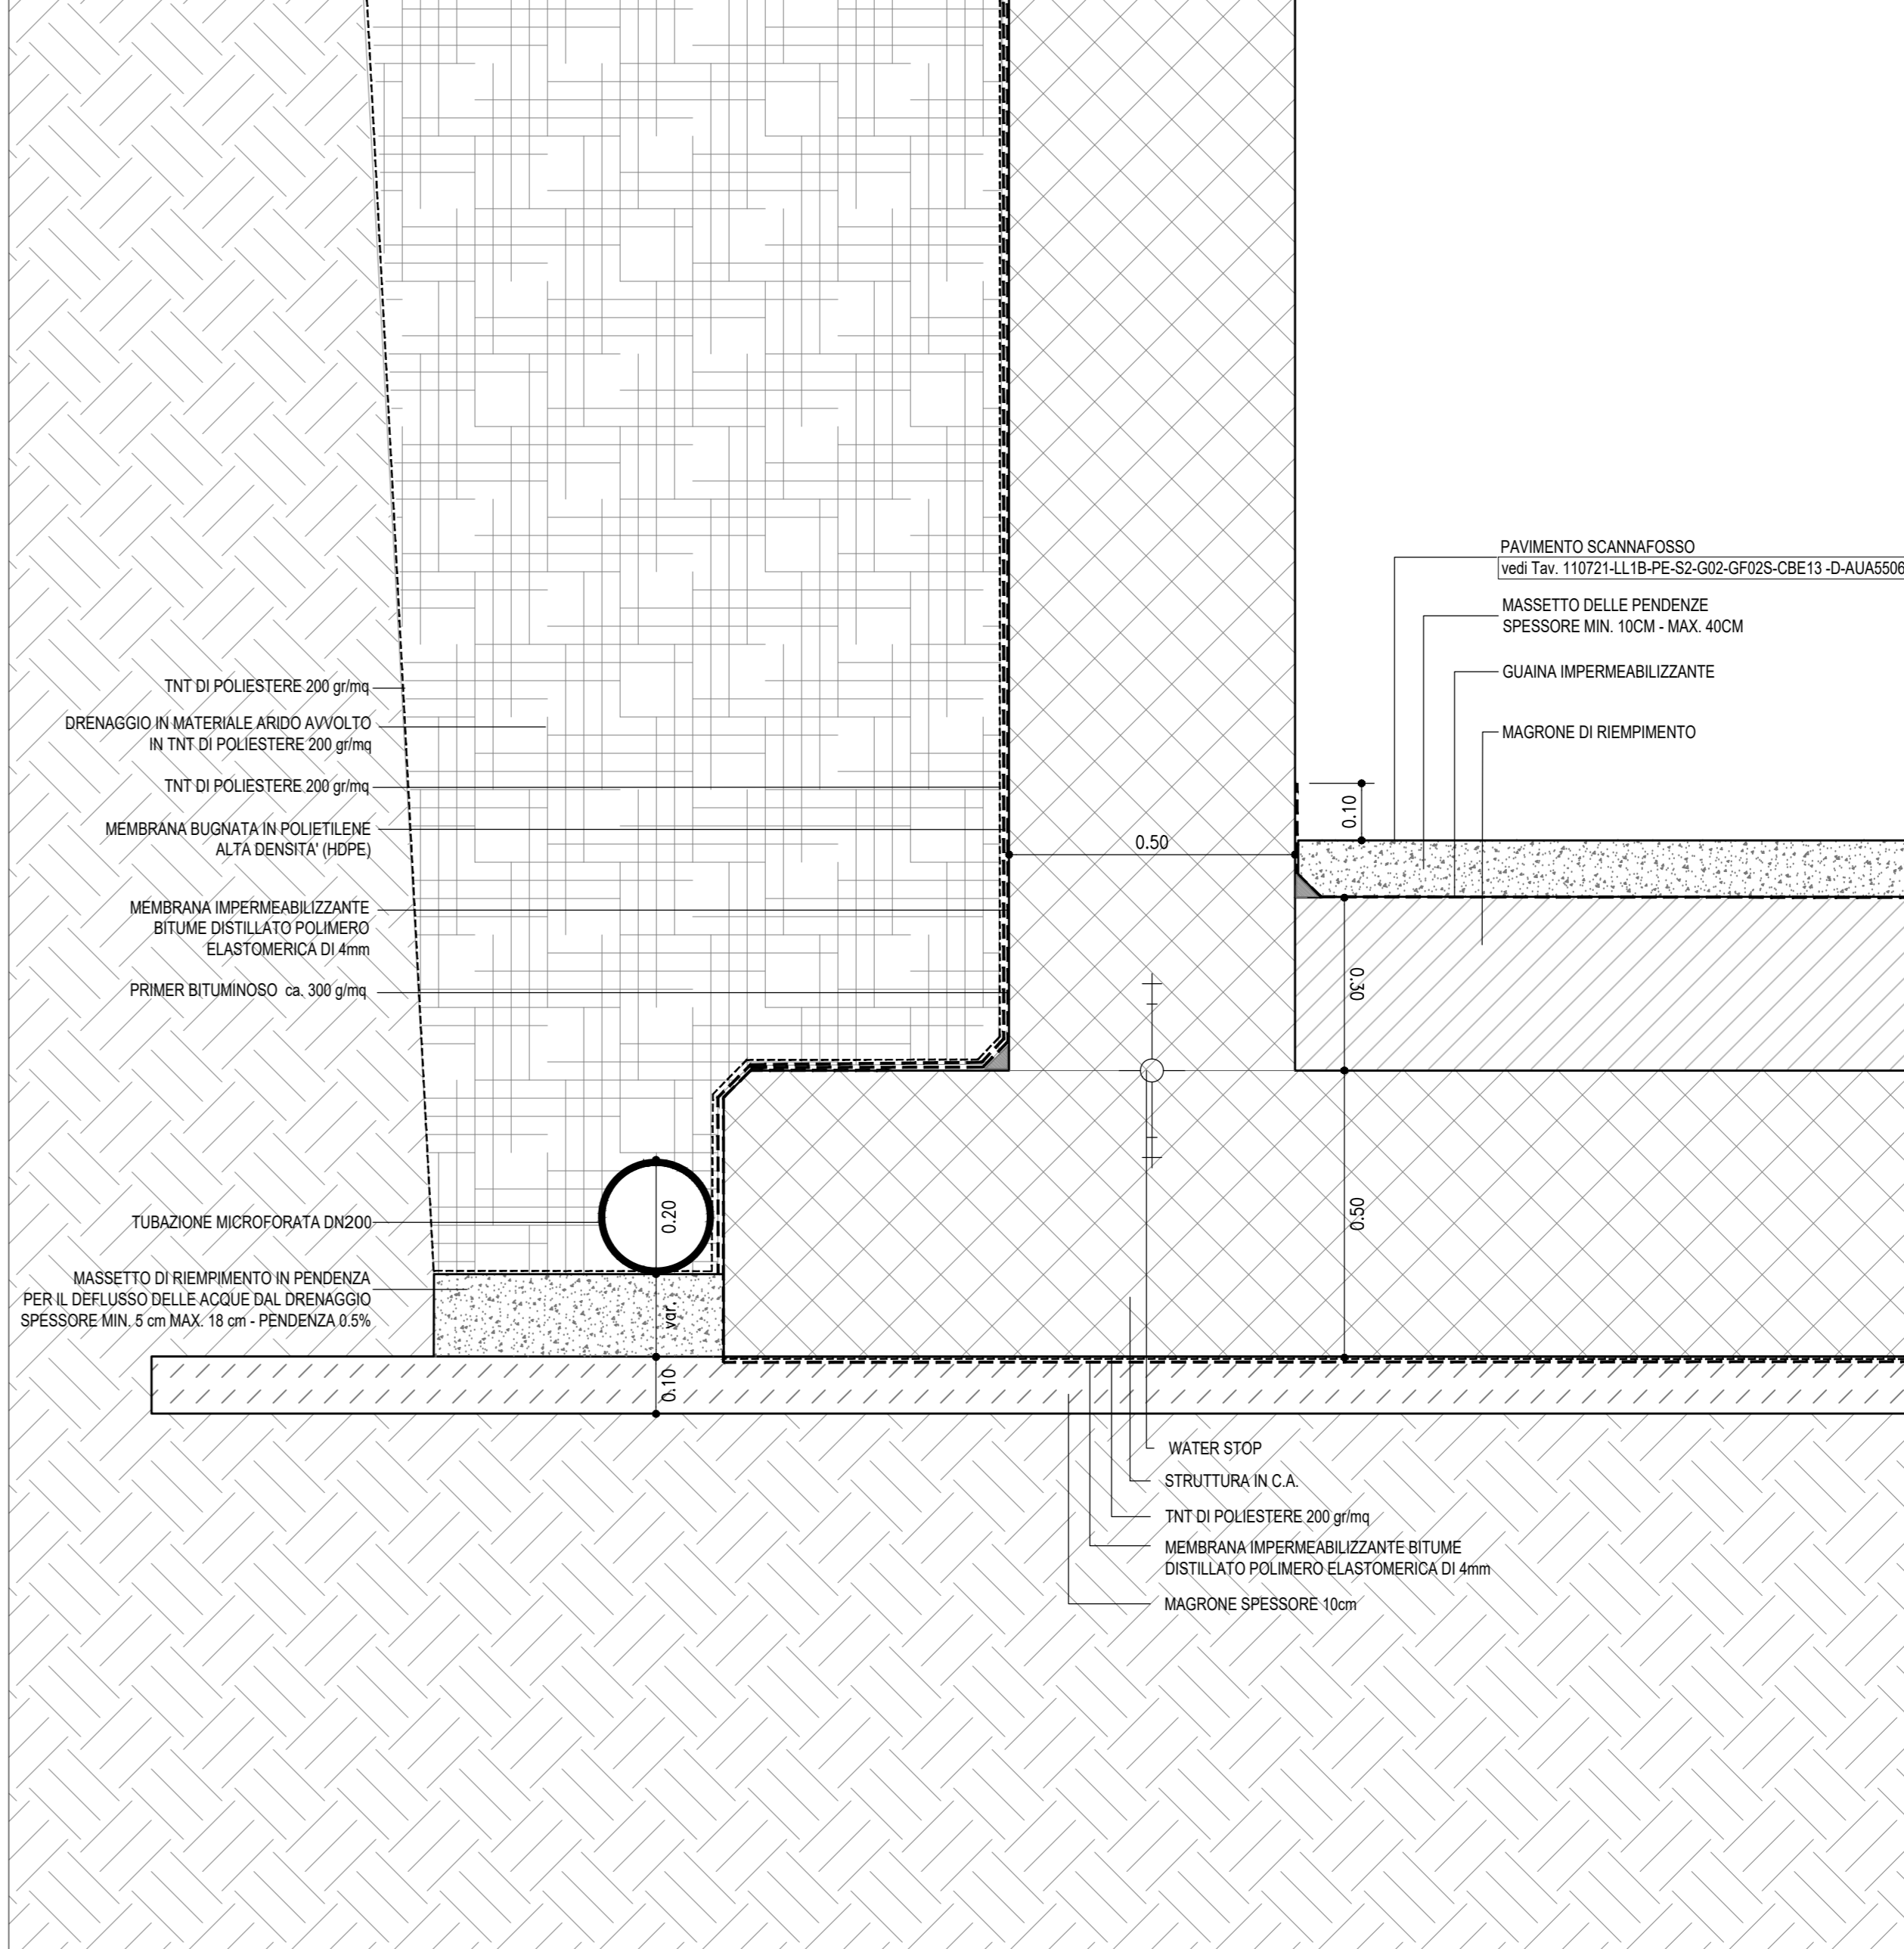 PAVIMENTO SCANNAFOSSO
vedi Tav. 110721-LL1B-PE-S2-G02-GF02S-CBE13 -D-AUA5506
MASSETTO DELLE PENDENZE
SPESSORE MIN. 10CM - MAX. 40CM
GUAINA IMPERMEABILIZZANTE
MAGRONE DI RIEMPIMENTO
TNT DI POLIESTERE 200 gr/mq
DRENAGGIO IN MATERIALE ARIDO AVVOLTO
IN TNT DI POLIESTERE 200 gr/mq
TNT DI POLIESTERE 200 gr/mq
MEMBRANA BUGNATA IN POLIETILENE
ALTA DENSITA' (HDPE)
MEMBRANA IMPERMEABILIZZANTE
BITUME DISTILLATO POLIMERO
ELASTOMERICA DI 4mm
PRIMER BITUMINOSO ca. 300 g/mq
TUBAZIONE MICROFORATA DN200
MASSETTO DI RIEMPIMENTO IN PENDENZA
PER IL DEFLUSSO DELLE ACQUE DAL DRENAGGIO
SPESSORE MIN. 5 cm MAX. 18 cm - PENDENZA 0.5%
0.50
0.10
0.30
0.50
0.20
var.
0.10
WATER STOP
STRUTTURA IN C.A.
TNT DI POLIESTERE 200 gr/mq
MEMBRANA IMPERMEABILIZZANTE BITUME
DISTILLATO POLIMERO ELASTOMERICA DI 4mm
MAGRONE SPESSORE 10cm